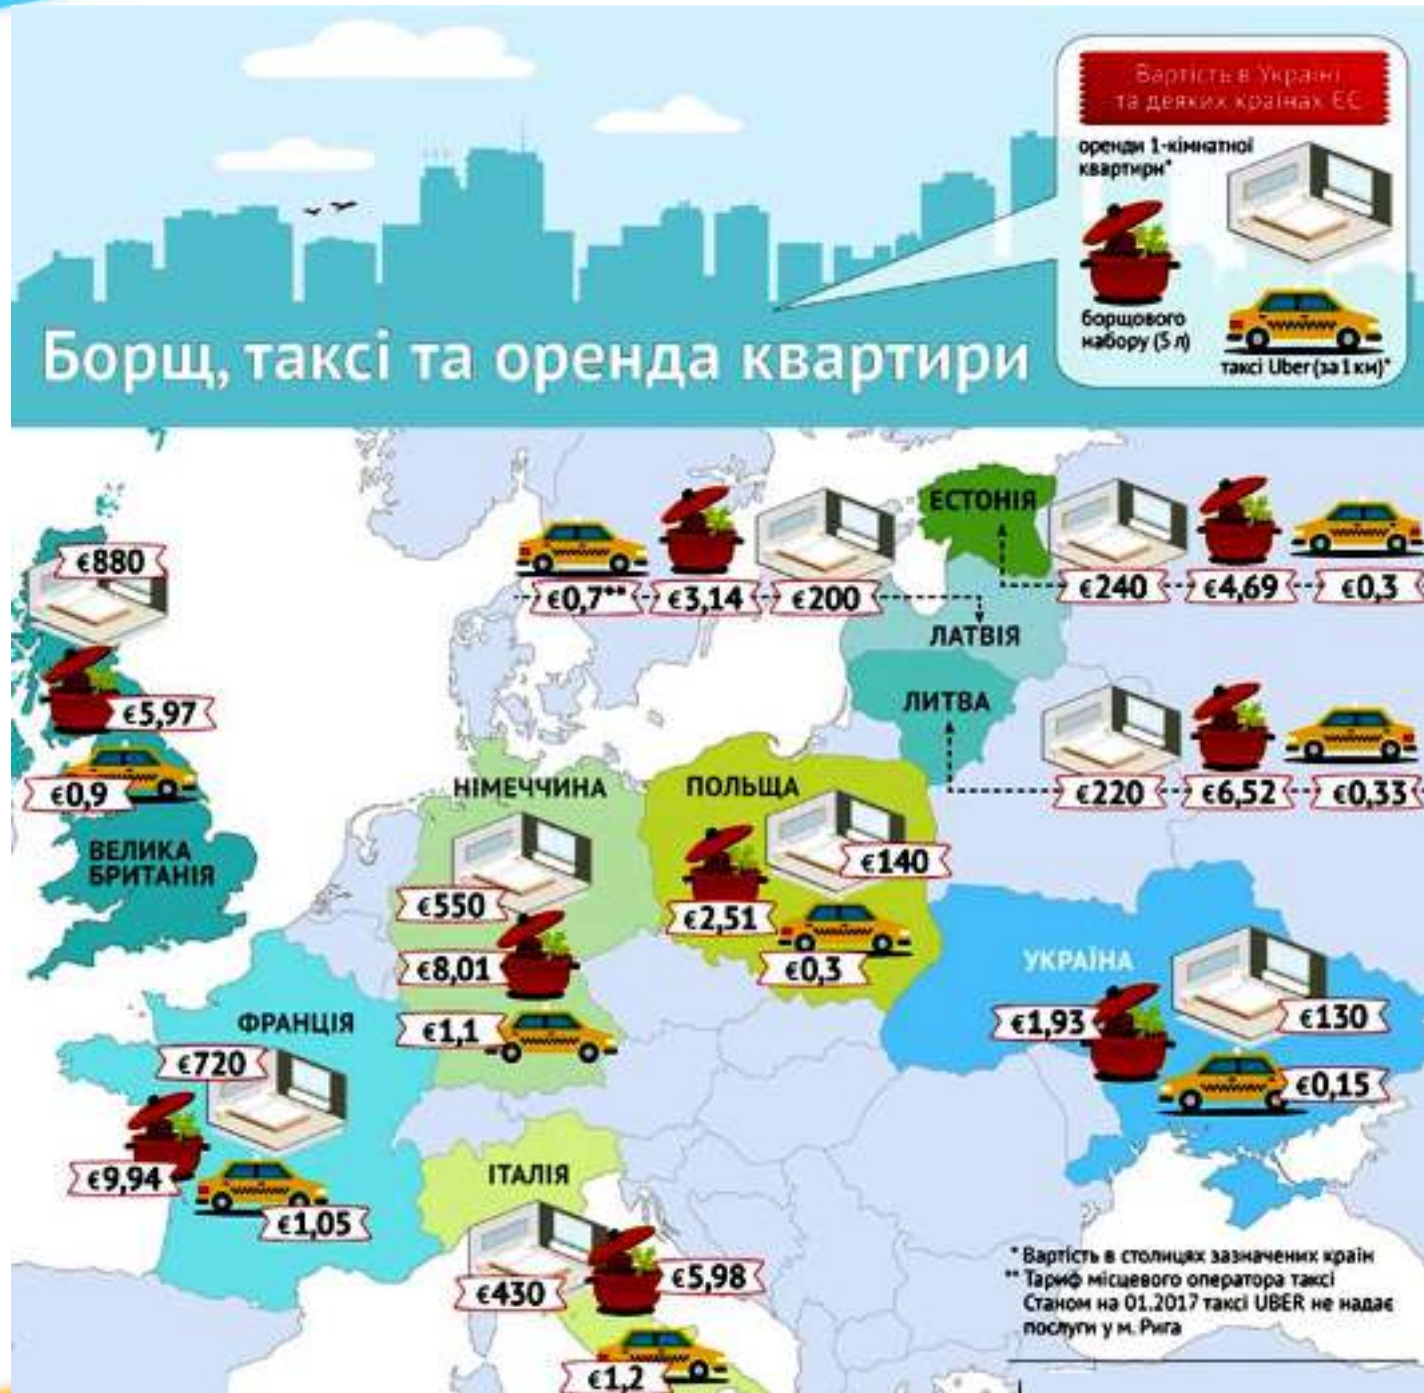 Вартість в Україні
та деяких країнах ЄС
оренди 1-кімнатної
квартири*
борщового
набору (5 л)
таксі Uber (за 1 км)*
Борщ, таксі та оренда квартири
ЕСТОНІЯ
€240
€4,69
€0,3
€0,7**
€3,14
€200
ЛАТВІЯ
ЛИТВА
€220
€6,52
€0,33
€880
€5,97
€0,9
ВЕЛИКА
БРИТАНІЯ
НІМЕЧЧИНА
€550
€8,01
€1,1
ПОЛЬЩА
€140
€2,51
€0,3
УКРАЇНА
€1,93
€130
€0,15
ФРАНЦІЯ
€720
€9,94
€1,05
ІТАЛІЯ
€430
€5,98
€1,2
* Вартість в столицях зазначених країн
** Тариф місцевого оператора таксі
Станом на 01.2017 таксі UBER не надає
послуги у м. Рига